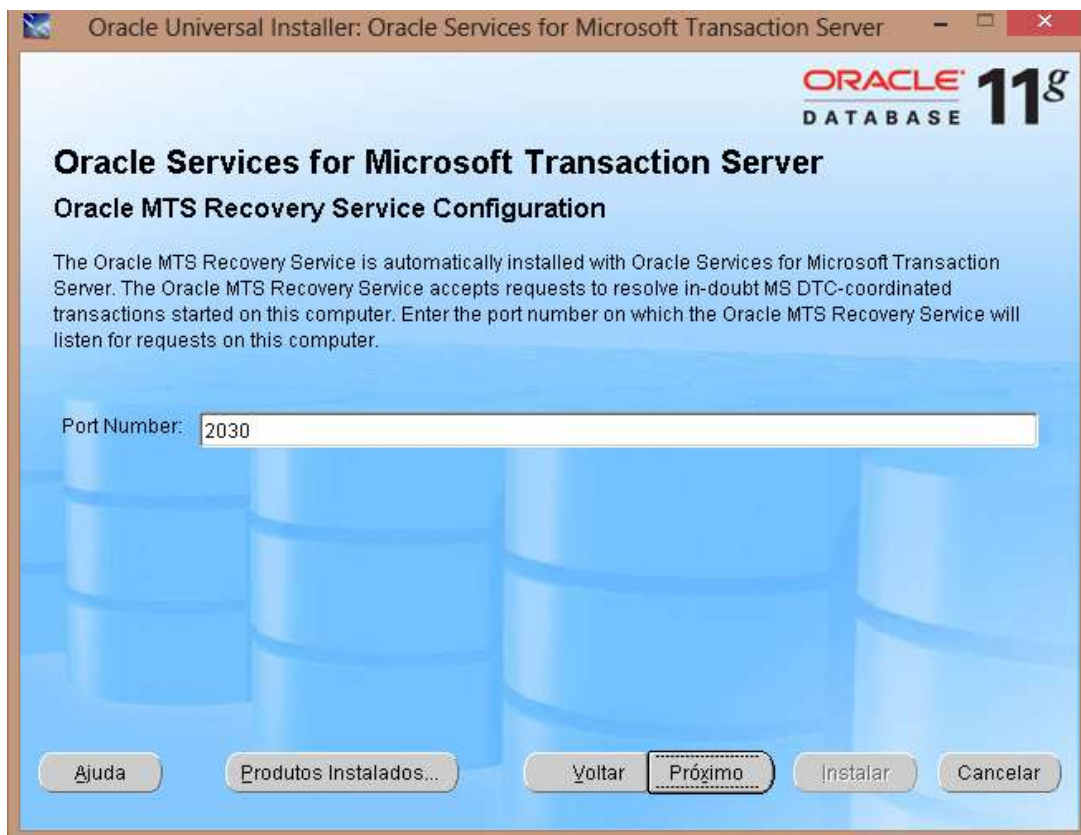 Oracle Universal Installer: Oracle Services for Microsoft Transaction Server
ORACLE 11g
DATABASE
Oracle Services for Microsoft Transaction Server
Oracle MTS Recovery Service Configuration
The Oracle MTS Recovery Service is automatically installed with Oracle Services for Microsoft Transaction
Server. The Oracle MTS Recovery Service accepts requests to resolve in-doubt MS DTC-coordinated
transactions started on this computer. Enter the port number on which the Oracle MTS Recovery Service will
listen for requests on this computer.
Port Number: 2030
Ajuda Produtos Instalados... Voltar Próximo Instalar Cancelar